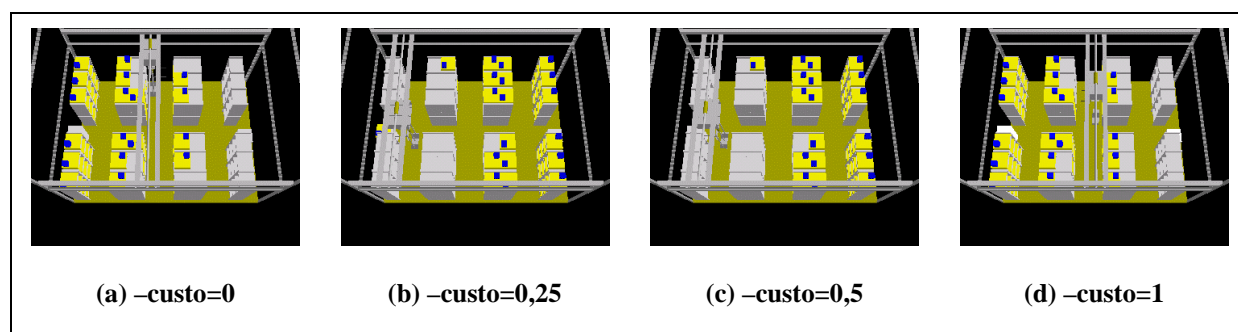 (a) –custo=0 (b) –custo=0,25 (c) –custo=0,5 (d) –custo=1